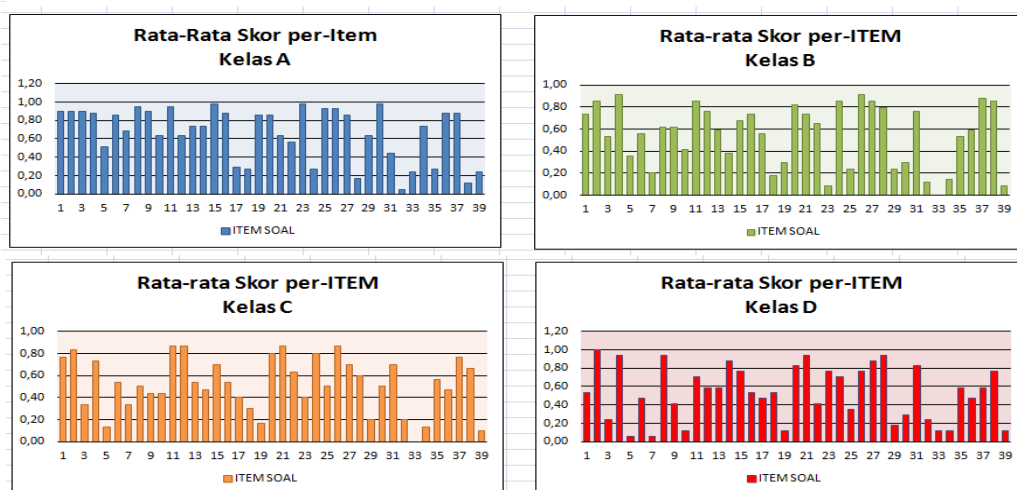 Rata-Rata Skor per-Item
Kelas A
1,20
1,00
0,80
0,60
0,40
0,20
0,00
1 3 5 7 9 11 13 15 17 19 21 23 25 27 29 31 33 35 37 39
ITEM SOAL
Rata-rata Skor per-ITEM
Kelas B
1,00
0,80
0,60
0,40
0,20
0,00
1 3 5 7 9 11 13 15 17 19 21 23 25 27 29 31 33 35 37 39
ITEM SOAL
Rata-rata Skor per-ITEM
Kelas C
1,00
0,80
0,60
0,40
0,20
0,00
1 3 5 7 9 11 13 15 17 19 21 23 25 27 29 31 33 35 37 39
ITEM SOAL
Rata-rata Skor per-ITEM
Kelas D
1,20
1,00
0,80
0,60
0,40
0,20
0,00
1 3 5 7 9 11 13 15 17 19 21 23 25 27 29 31 33 35 37 39
ITEM SOAL